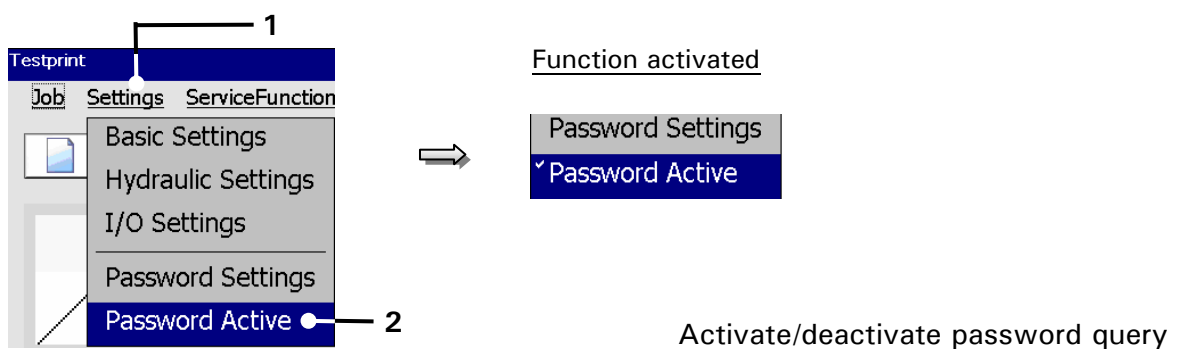 1
Testprint
Job Settings ServiceFunction
Basic Settings
Hydraulic Settings
I/O Settings
Password Settings
Password Active
2
Function activated
Password Settings
Password Active
Activate/deactivate password query